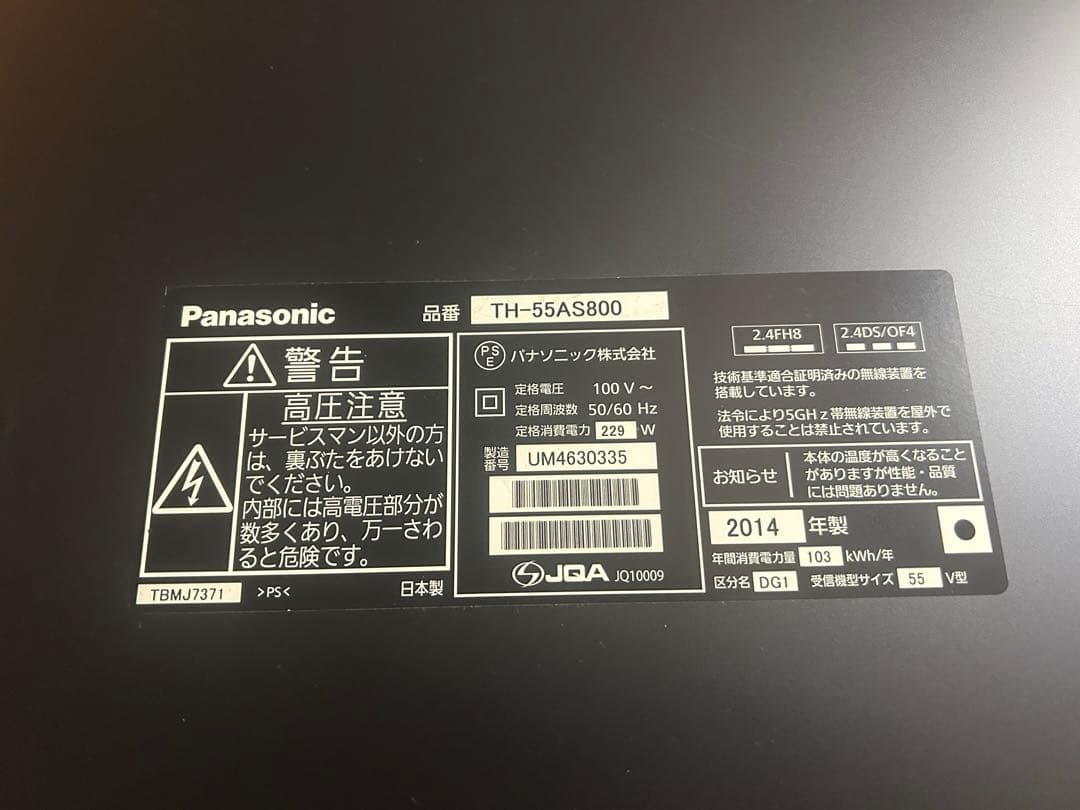 Panasonic
品番 TH-55AS800
警告
高圧注意
サービスマン以外の方
は、裏ぶたをあけない
でください。
内部には高電圧部分が
数多くあり、万一さわ
ると危険です。
TBMJ7371 >PS<
日本製
PS
E
パナソニック株式会社
定格電圧 100 V～
定格周波数 50/60 Hz
定格消費電力 229 W
製造
番号
UM4630335
JQA JQ10009
2.4FH8
2.4DS/OF4
技術基準適合証明済みの無線装置を
搭載しています。
法令により5GHz帯無線装置を屋外で
使用することは禁止されています。
お知らせ
本体の温度が高くなること
がありますが性能・品質
には問題ありません。
2014 年製
年間消費電力量 103 kWh/年
区分名 DG1 受信機型サイズ 55 V型